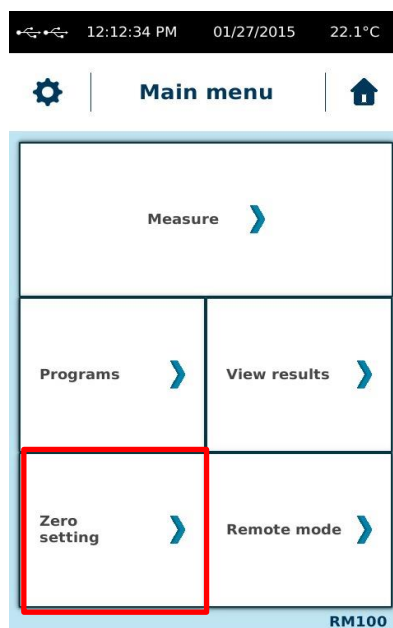 12:12:34 PM 01/27/2015 22.1°C
Main menu
Measure
Programs
View results
Zero
setting
Remote mode
RM100